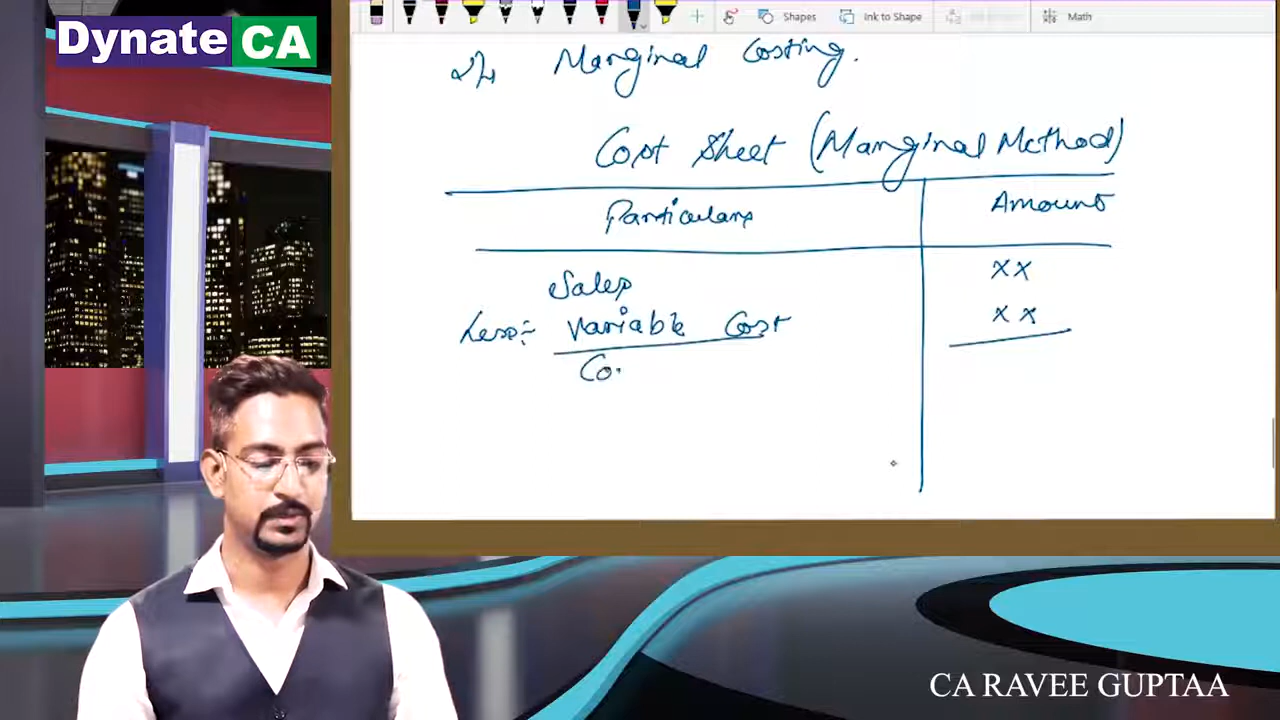 Dynate CA
Shapes
Ink to Shape
Math
2) Marginal Costing.
Cost Sheet (Marginal Method)
Particulars Amount
Sales xx
Less:- Variable Cost xx
Co
CA RAVEE GUPTAA